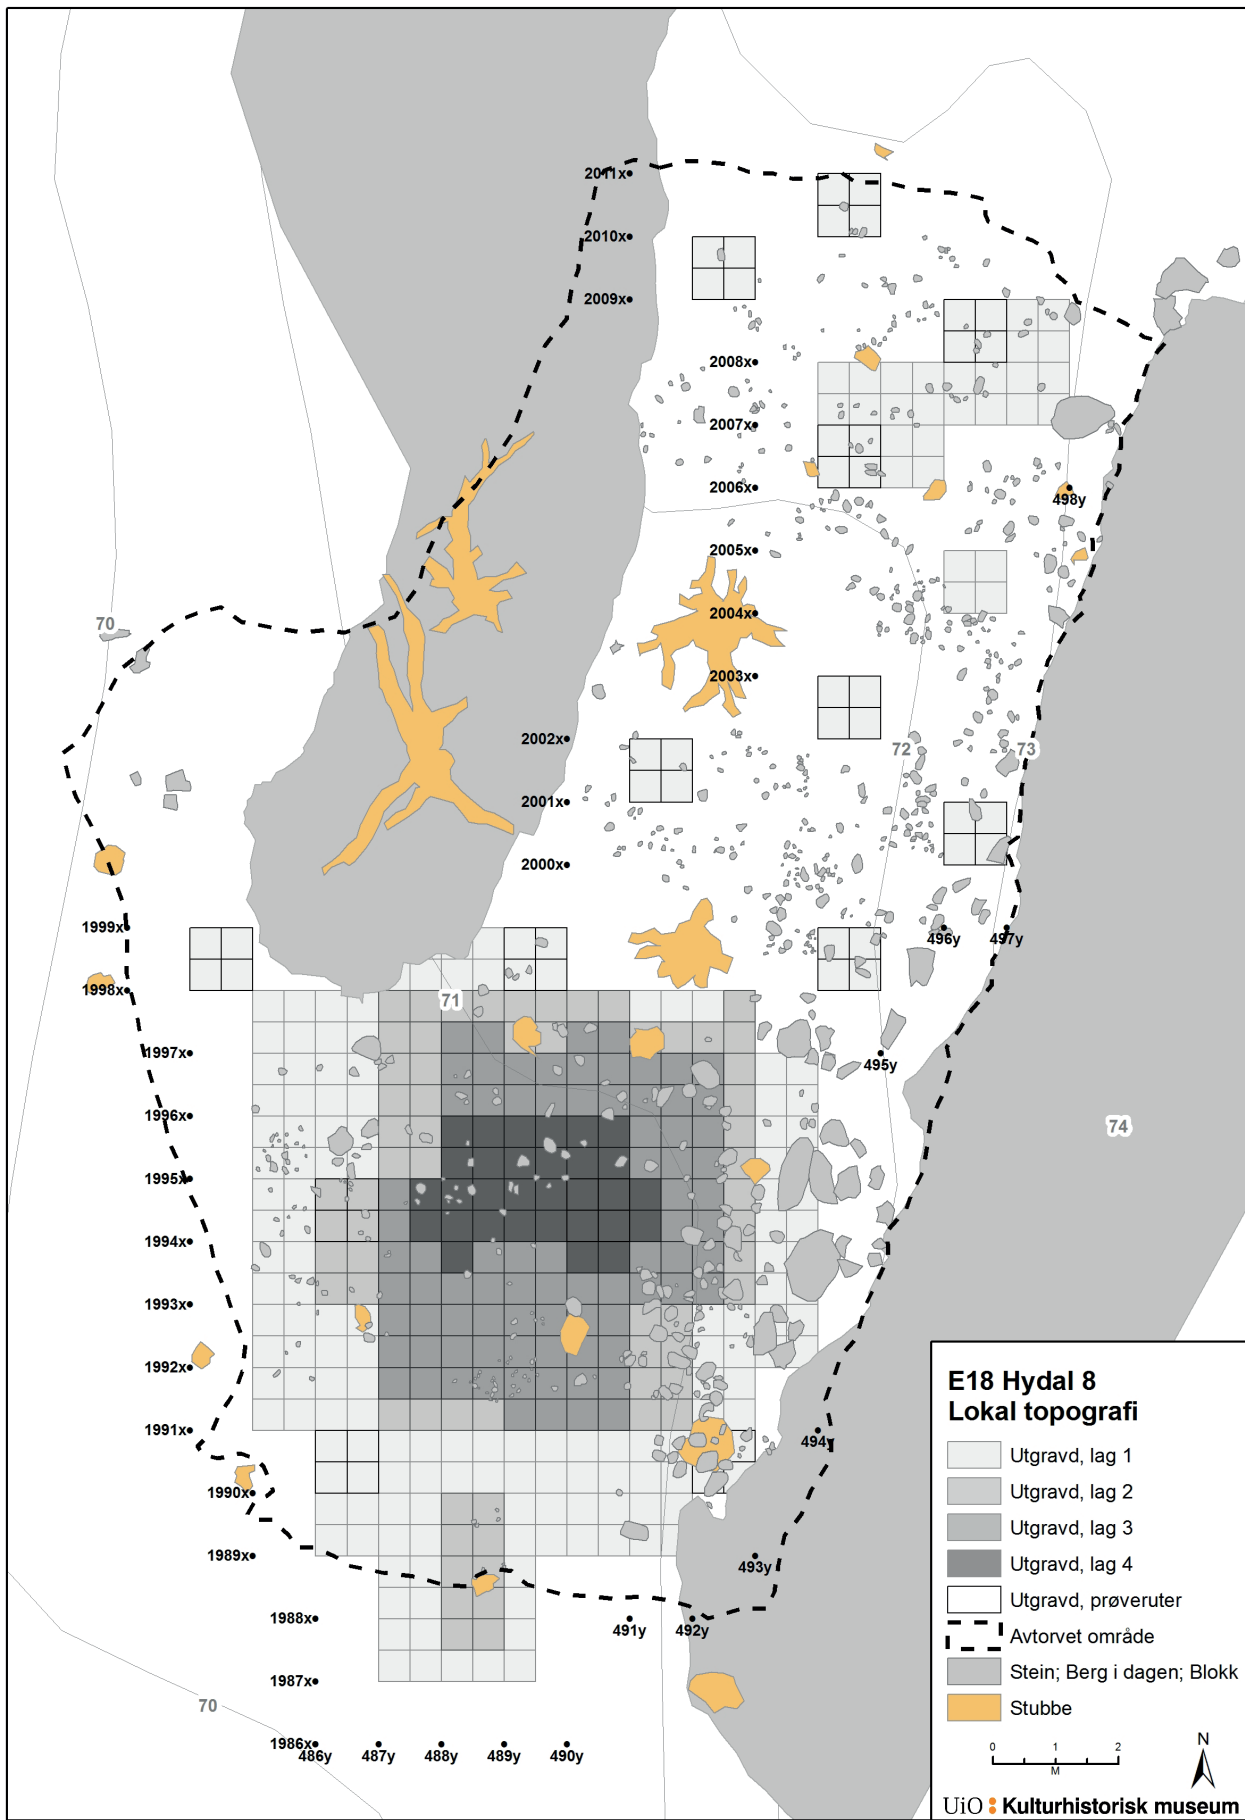 2011x
2010x
2009x
2008x
2007x
2006x
498y
2005x
70
2004x
2003x
2002x
72
73
2001x
2000x
1999x
496y
497y
1998x
71
1997x
495y
1996x
74
1995x
1994x
1993x
1992x
1991x
494y
1990x
1989x
493y
1988x
491y
492y
1987x
70
1986x
486y
487y
488y
489y
490y
E18 Hydal 8
Lokal topografi
Utgravd, lag 1
Utgravd, lag 2
Utgravd, lag 3
Utgravd, lag 4
Utgravd, prøveruter
Avtorvet område
Stein; Berg i dagen; Blokk
Stubbe
N
0 1 2
M
UiO Kulturhistorisk museum